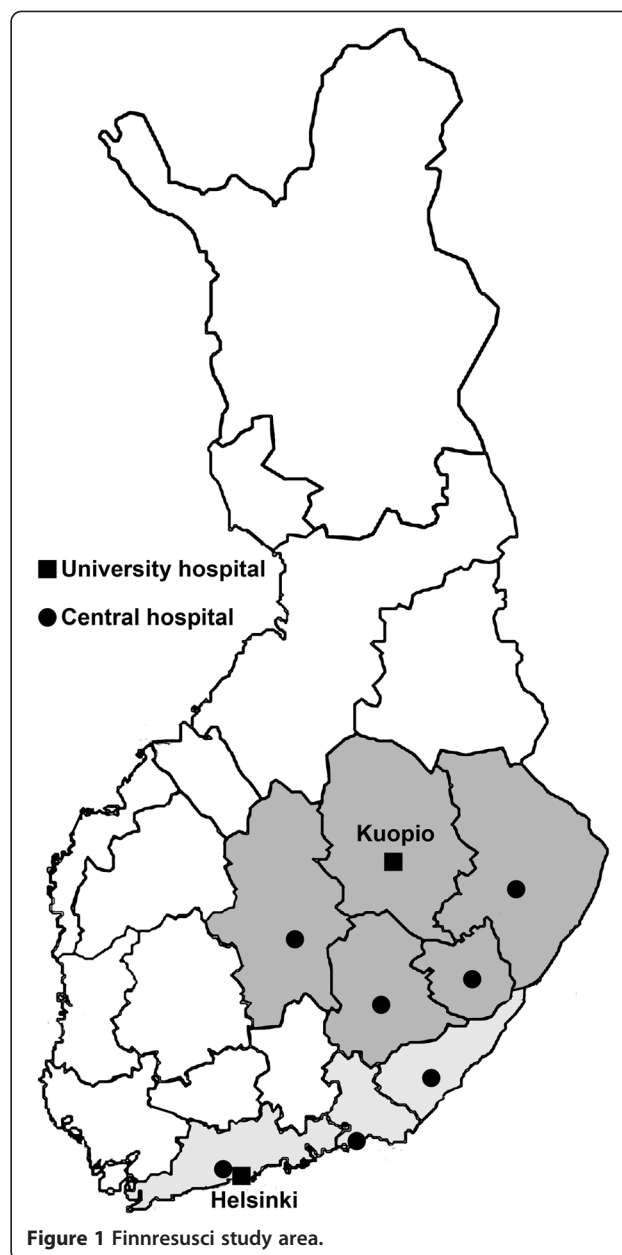 University hospital
Central hospital
Kuopio
Helsinki
Figure 1 Finnresusci study area.